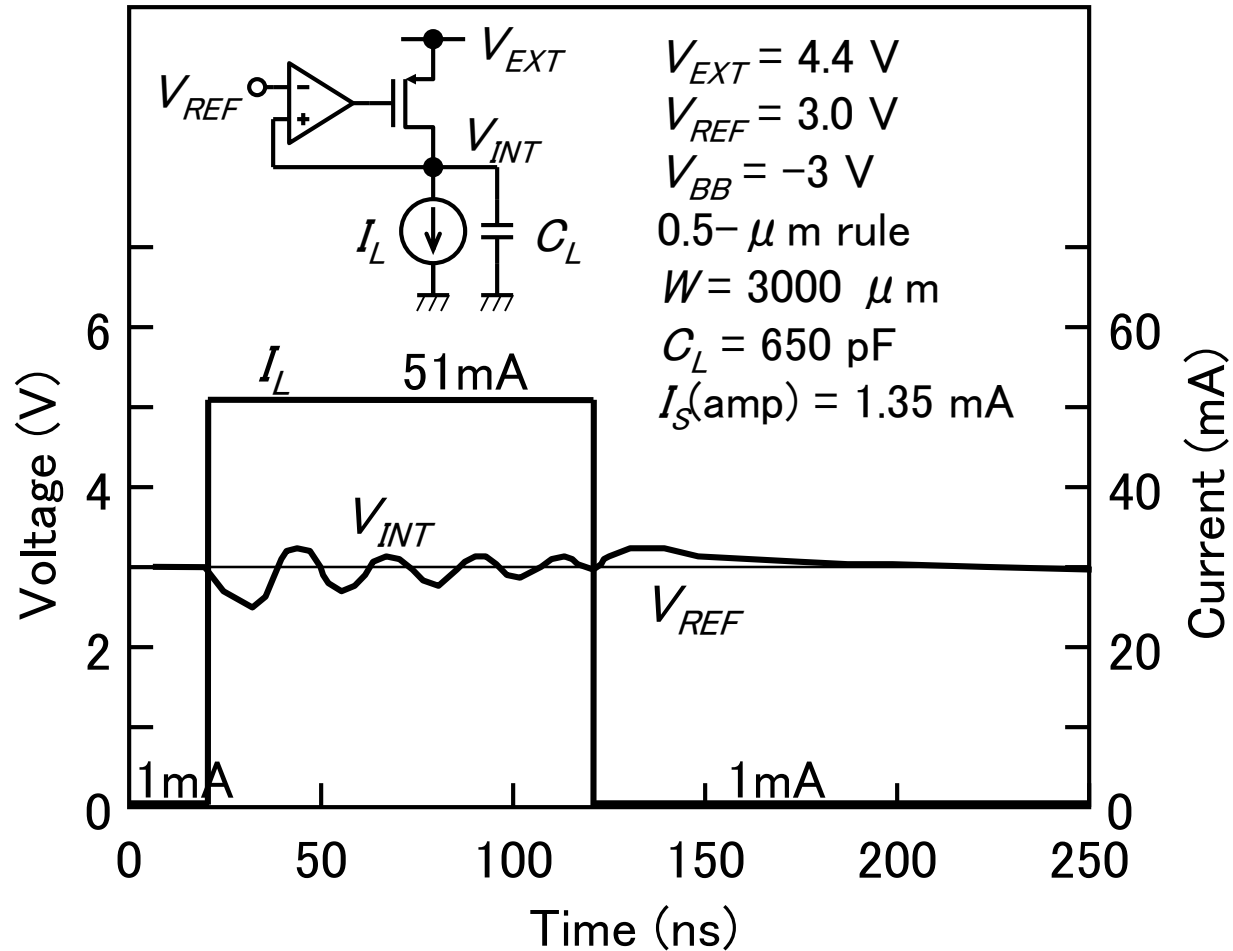 V_EXT
V_REF
V_INT
I_L
C_L
V_EXT = 4.4 V
V_REF = 3.0 V
V_BB = −3 V
0.5− μm rule
W = 3000 μm
C_L = 650 pF
I_S(amp) = 1.35 mA
I_L
51mA
V_INT
V_REF
1mA
1mA
Voltage (V)
6
4
2
0
Current (mA)
60
40
20
0
0 50 100 150 200 250
Time (ns)